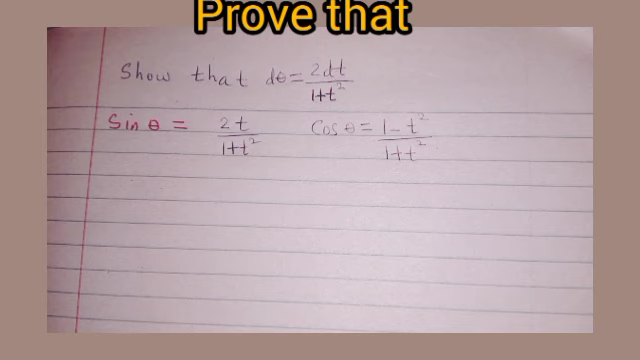 Prove that
Show that dθ = 2dt/1+t²
Sin θ = 2t/1+t² Cos θ = 1-t²/1+t²